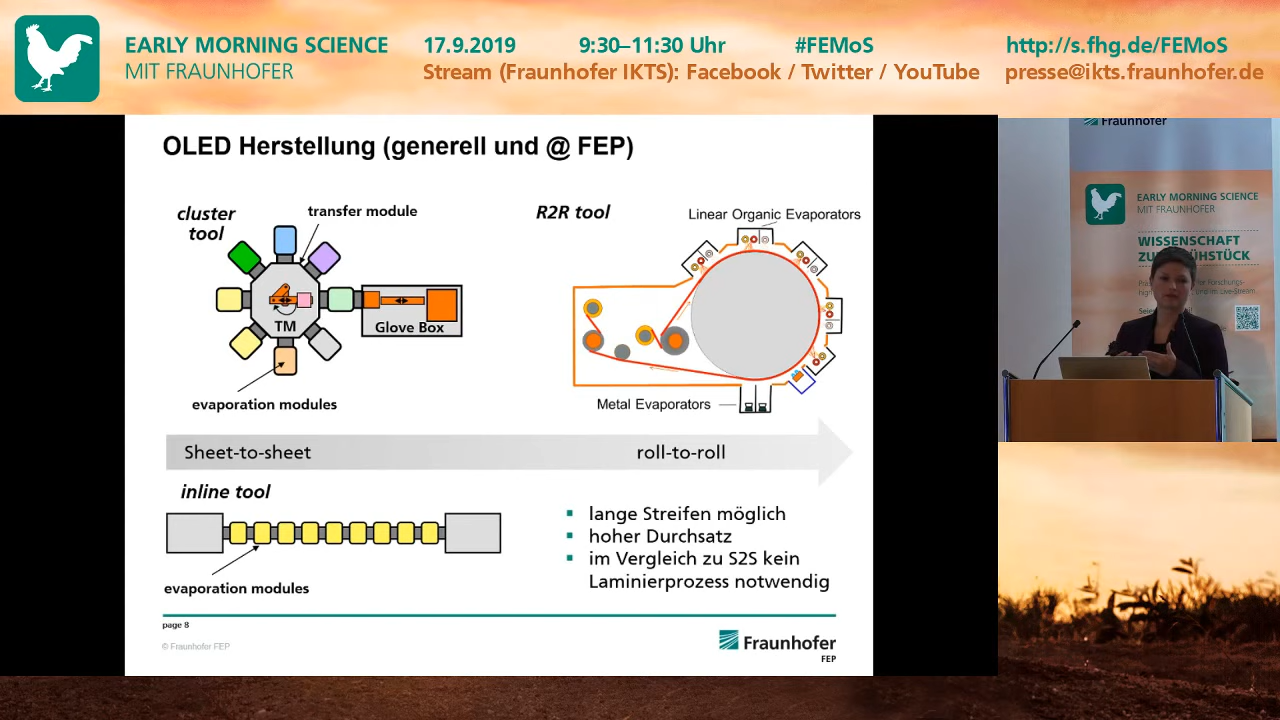 EARLY MORNING SCIENCE
MIT FRAUNHOFER
17.9.2019 9:30–11:30 Uhr #FEMoS http://s.fhg.de/FEMoS
Stream (Fraunhofer IKTS): Facebook / Twitter / YouTube presse@ikts.fraunhofer.de
OLED Herstellung (generell und @ FEP)
cluster
tool
transfer module
TM
Glove Box
evaporation modules
R2R tool
Linear Organic Evaporators
Metal Evaporators
Sheet-to-sheet
roll-to-roll
inline tool
evaporation modules
▪ lange Streifen möglich
▪ hoher Durchsatz
▪ im Vergleich zu S2S kein
Laminierprozess notwendig
page 8
© Fraunhofer FEP
Fraunhofer
FEP
Fraunhofer
EARLY MORNING SCIENCE
MIT FRAUNHOFER
WISSENSCHAFT